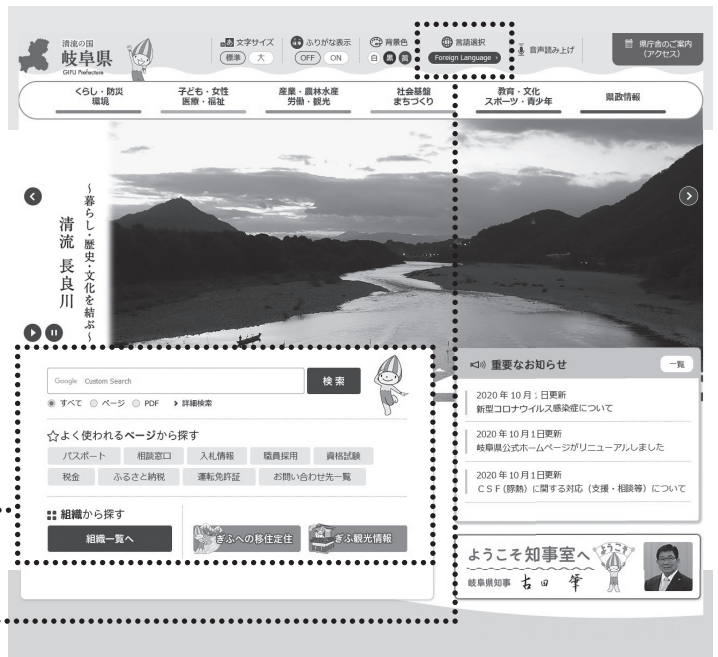 清流の国
岐阜県
GIFU Prefecture
文字サイズ
標準 大
ふりがな表示
OFF ON
背景色
白 黒 青
言語選択
Foreign Language ›
音声読み上げ
県庁舎のご案内
(アクセス)
くらし・防災
環境
子ども・女性
医療・福祉
産業・農林水産
労働・観光
社会基盤
まちづくり
教育・文化
スポーツ・青少年
県政情報
～暮らし・歴史・文化を結ぶ～
清流 長良川
Google Custom Search
検索
すべて ページ PDF › 詳細検索
☆よく使われるページから探す
パスポート 相談窓口 入札情報 職員採用 資格試験
税金 ふるさと納税 運転免許証 お問い合わせ先一覧
組織から探す
組織一覧へ
ぎふへの移住定住
ぎふ観光情報
重要なお知らせ
一覧
2020年10月1日更新
新型コロナウイルス感染症について
2020年10月1日更新
岐阜県公式ホームページがリニューアルしました
2020年10月1日更新
CSF(豚熱)に関する対応(支援・相談等)について
ようこそ知事室へ
ようこそ
岐阜県知事 古田 肇